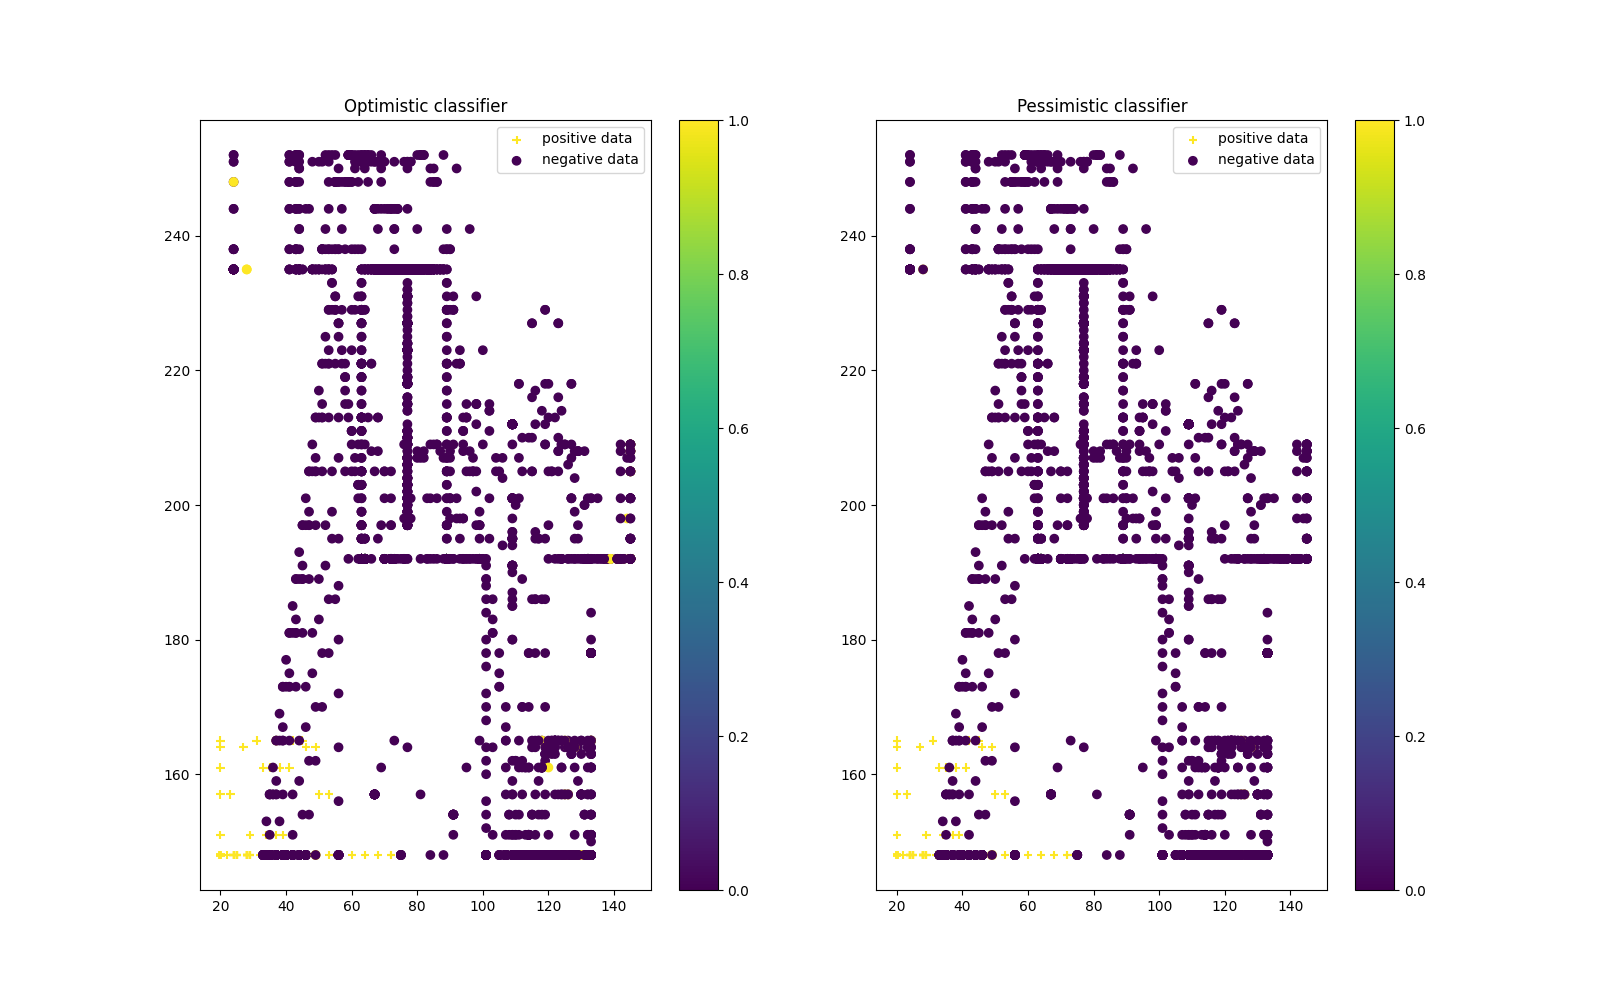 Optimistic classifier
positive data
negative data
240
220
200
180
160
20 40 60 80 100 120 140
1.0
0.8
0.6
0.4
0.2
0.0
Pessimistic classifier
positive data
negative data
240
220
200
180
160
20 40 60 80 100 120 140
1.0
0.8
0.6
0.4
0.2
0.0